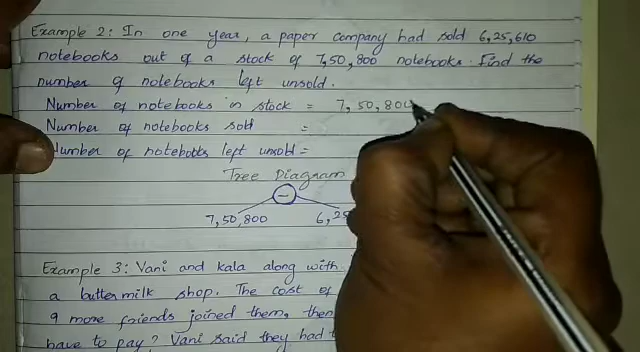 Example 2: In one year, a paper company had sold 6,25,610
notebooks out of a stock of 7,50,800 notebooks. Find the
number of notebooks left unsold.
Number of notebooks in stock = 7,50,800
Number of notebooks sold =
Number of notebooks left unsold =
Tree Diagram
−
7,50,800 6,25
Example 3: Vani and Kala along with
a buttermilk shop. The cost of
9 more friends joined them, then
have to pay? Vani said they had